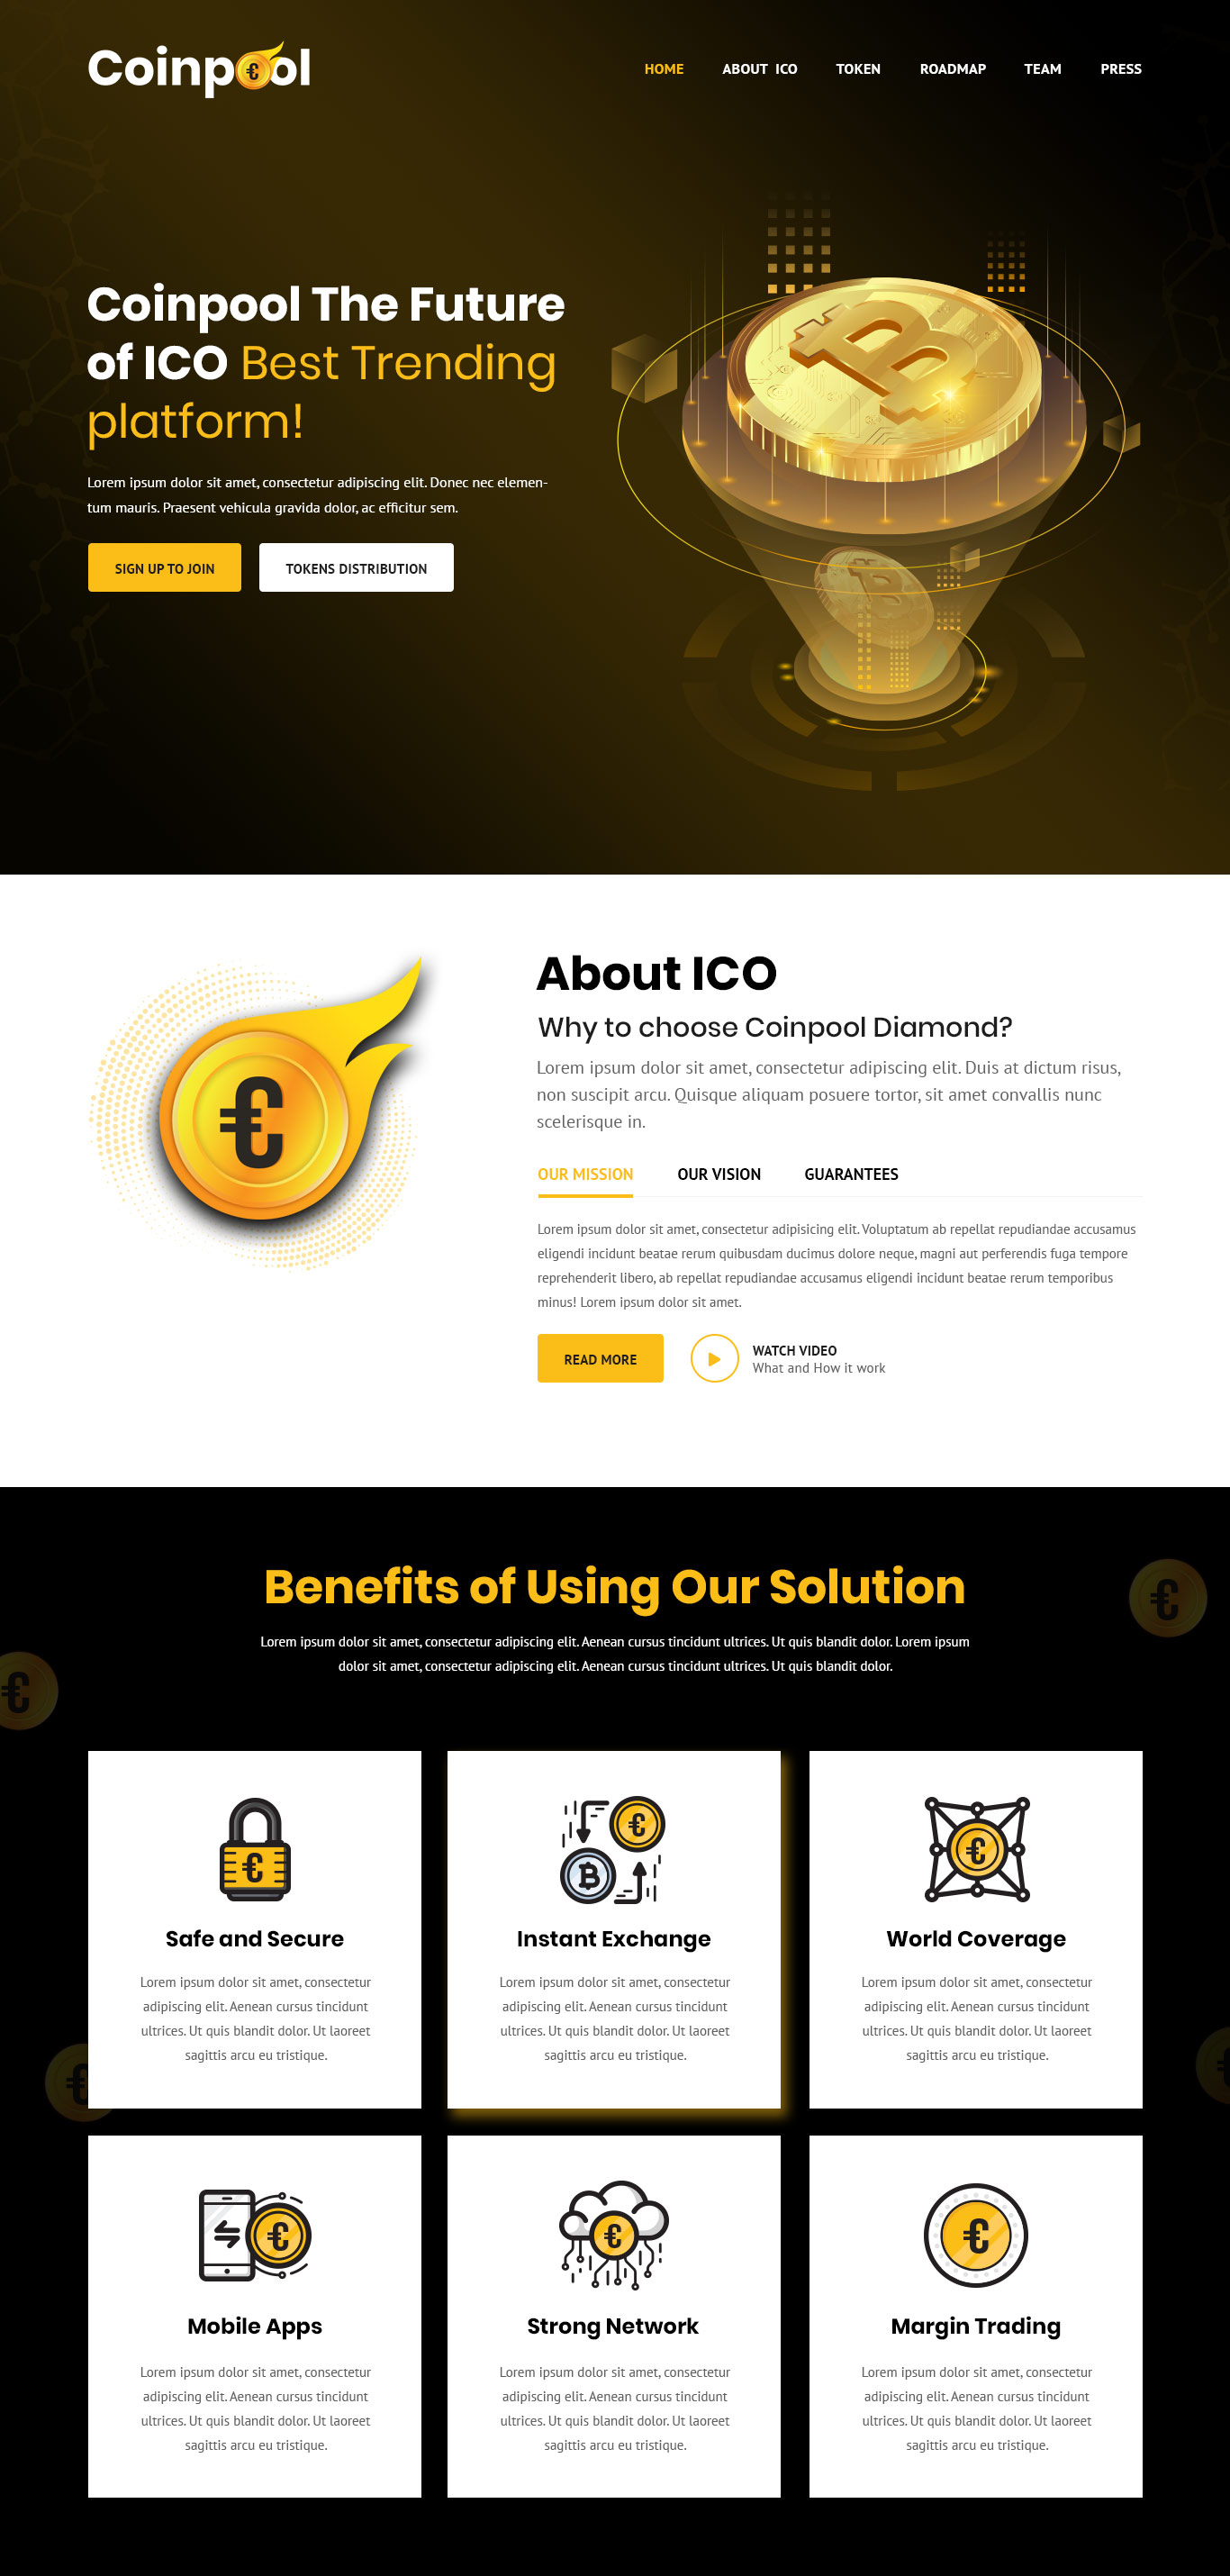 Coinpool
HOME ABOUT ICO TOKEN ROADMAP TEAM PRESS
Coinpool The Future
of ICO Best Trending
platform!
Lorem ipsum dolor sit amet, consectetur adipiscing elit. Donec nec elemen-
tum mauris. Praesent vehicula gravida dolor, ac efficitur sem.
SIGN UP TO JOIN TOKENS DISTRIBUTION
About ICO
Why to choose Coinpool Diamond?
Lorem ipsum dolor sit amet, consectetur adipiscing elit. Duis at dictum risus,
non suscipit arcu. Quisque aliquam posuere tortor, sit amet convallis nunc
scelerisque in.
OUR MISSION OUR VISION GUARANTEES
Lorem ipsum dolor sit amet, consectetur adipisicing elit. Voluptatum ab repellat repudiandae accusamus
eligendi incidunt beatae rerum quibusdam ducimus dolore neque, magni aut perferendis fuga tempore
reprehenderit libero, ab repellat repudiandae accusamus eligendi incidunt beatae rerum temporibus
minus! Lorem ipsum dolor sit amet.
READ MORE
WATCH VIDEO
What and How it work
Benefits of Using Our Solution
Lorem ipsum dolor sit amet, consectetur adipiscing elit. Aenean cursus tincidunt ultrices. Ut quis blandit dolor. Lorem ipsum
dolor sit amet, consectetur adipiscing elit. Aenean cursus tincidunt ultrices. Ut quis blandit dolor.
Safe and Secure
Lorem ipsum dolor sit amet, consectetur
adipiscing elit. Aenean cursus tincidunt
ultrices. Ut quis blandit dolor. Ut laoreet
sagittis arcu eu tristique.
Instant Exchange
Lorem ipsum dolor sit amet, consectetur
adipiscing elit. Aenean cursus tincidunt
ultrices. Ut quis blandit dolor. Ut laoreet
sagittis arcu eu tristique.
World Coverage
Lorem ipsum dolor sit amet, consectetur
adipiscing elit. Aenean cursus tincidunt
ultrices. Ut quis blandit dolor. Ut laoreet
sagittis arcu eu tristique.
Mobile Apps
Lorem ipsum dolor sit amet, consectetur
adipiscing elit. Aenean cursus tincidunt
ultrices. Ut quis blandit dolor. Ut laoreet
sagittis arcu eu tristique.
Strong Network
Lorem ipsum dolor sit amet, consectetur
adipiscing elit. Aenean cursus tincidunt
ultrices. Ut quis blandit dolor. Ut laoreet
sagittis arcu eu tristique.
Margin Trading
Lorem ipsum dolor sit amet, consectetur
adipiscing elit. Aenean cursus tincidunt
ultrices. Ut quis blandit dolor. Ut laoreet
sagittis arcu eu tristique.